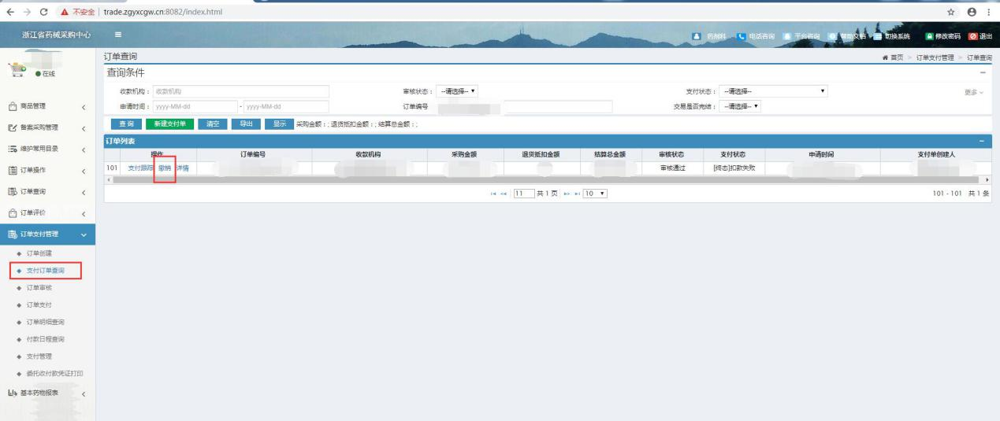 不安全 | trade.zgyxcgw.cn:8082/index.html
浙江省药械采购中心
药剂科 电话咨询 平台咨询 帮助文档 切换系统 修改密码 退出
在线
订单查询
首页 > 订单支付管理 > 订单查询
查询条件
收款机构： 收款机构 审核状态： --请选择-- 支付状态： --请选择-- 更多
申请时间： yyyy-MM-dd - yyyy-MM-dd 订单编号 交易是否完结： --请选择--
查询 新建支付单 清空 导出 显示 采购金额：; 退货抵扣金额：; 结算总金额：;
订单列表
操作 订单编号 收款机构 采购金额 退货抵扣金额 结算总金额 审核状态 支付状态 申请时间 支付单创建人
101 支付跟踪 撤销 详情 审核通过 [终态]扣款失败
11 共 1 页 10
101 - 101 共 1 条
商品管理
备案采购管理
维护常用目录
订单操作
订单查询
订单评价
订单支付管理
订单创建
支付订单查询
订单审核
订单支付
订单明细查询
付款日程查询
支付管理
委托收付款凭证打印
基本药物报表